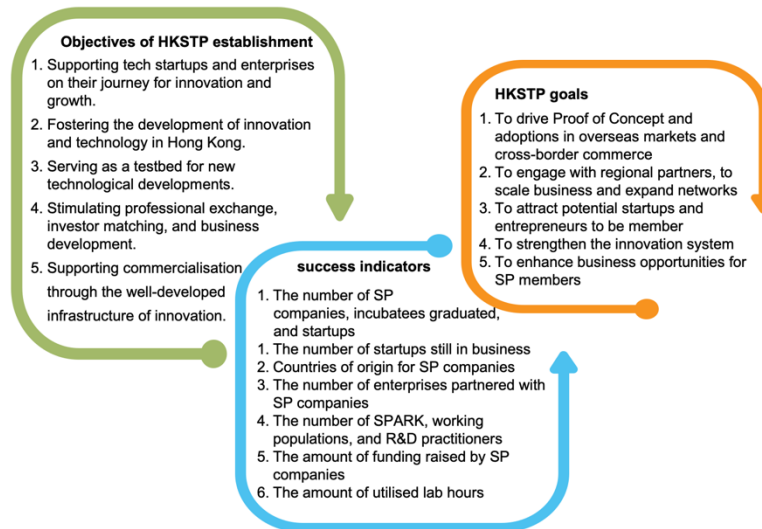 Objectives of HKSTP establishment
1. Supporting tech startups and enterprises
on their journey for innovation and
growth.
2. Fostering the development of innovation
and technology in Hong Kong.
3. Serving as a testbed for new
technological developments.
4. Stimulating professional exchange,
investor matching, and business
development.
5. Supporting commercialisation
through the well-developed
infrastructure of innovation.
success indicators
1. The number of SP
companies, incubatees graduated,
and startups
1. The number of startups still in business
2. Countries of origin for SP companies
3. The number of enterprises partnered with
SP companies
4. The number of SPARK, working
populations, and R&D practitioners
5. The amount of funding raised by SP
companies
6. The amount of utilised lab hours
HKSTP goals
1. To drive Proof of Concept and
adoptions in overseas markets and
cross-border commerce
2. To engage with regional partners, to
scale business and expand networks
3. To attract potential startups and
entrepreneurs to be member
4. To strengthen the innovation system
5. To enhance business opportunities for
SP members